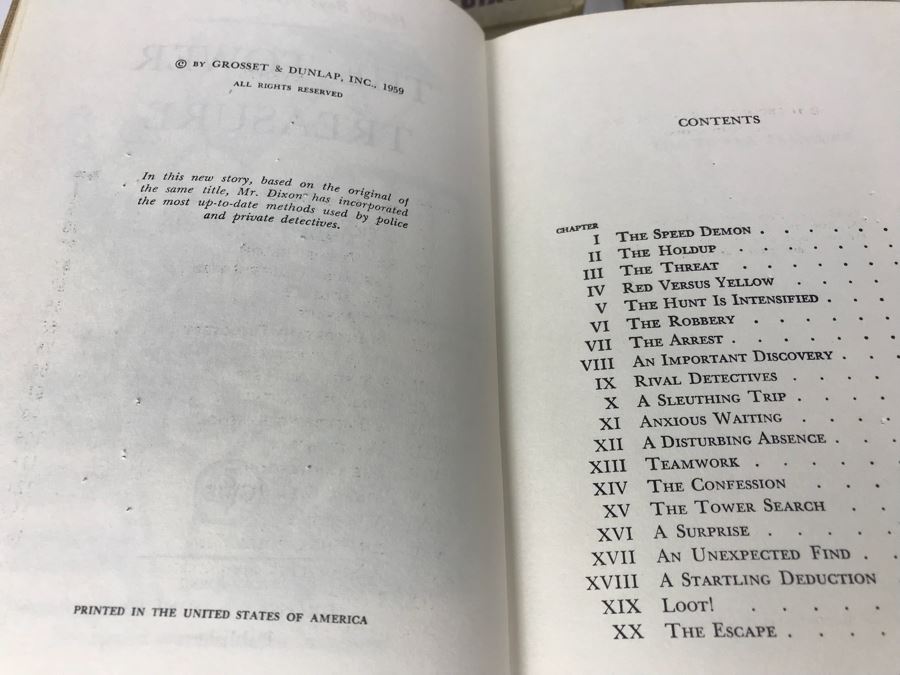 © BY GROSSET & DUNLAP, INC., 1959
ALL RIGHTS RESERVED
In this new story, based on the original of
the same title, Mr. Dixon has incorporated
the most up-to-date methods used by police
and private detectives.
PRINTED IN THE UNITED STATES OF AMERICA
CONTENTS
CHAPTER
I THE SPEED DEMON . . . . . .
II THE HOLDUP . . . . . . .
III THE THREAT . . . . . . .
IV RED VERSUS YELLOW . . . . .
V THE HUNT IS INTENSIFIED . . . .
VI THE ROBBERY . . . . . .
VII THE ARREST . . . . . . .
VIII AN IMPORTANT DISCOVERY . . .
IX RIVAL DETECTIVES . . . . .
X A SLEUTHING TRIP . . . . .
XI ANXIOUS WAITING . . . . .
XII A DISTURBING ABSENCE . . . .
XIII TEAMWORK . . . . . .
XIV THE CONFESSION . . . .
XV THE TOWER SEARCH . . .
XVI A SURPRISE . . . . . .
XVII AN UNEXPECTED FIND . .
XVIII A STARTLING DEDUCTION .
XIX LOOT! . . . . . .
XX THE ESCAPE . . . . .